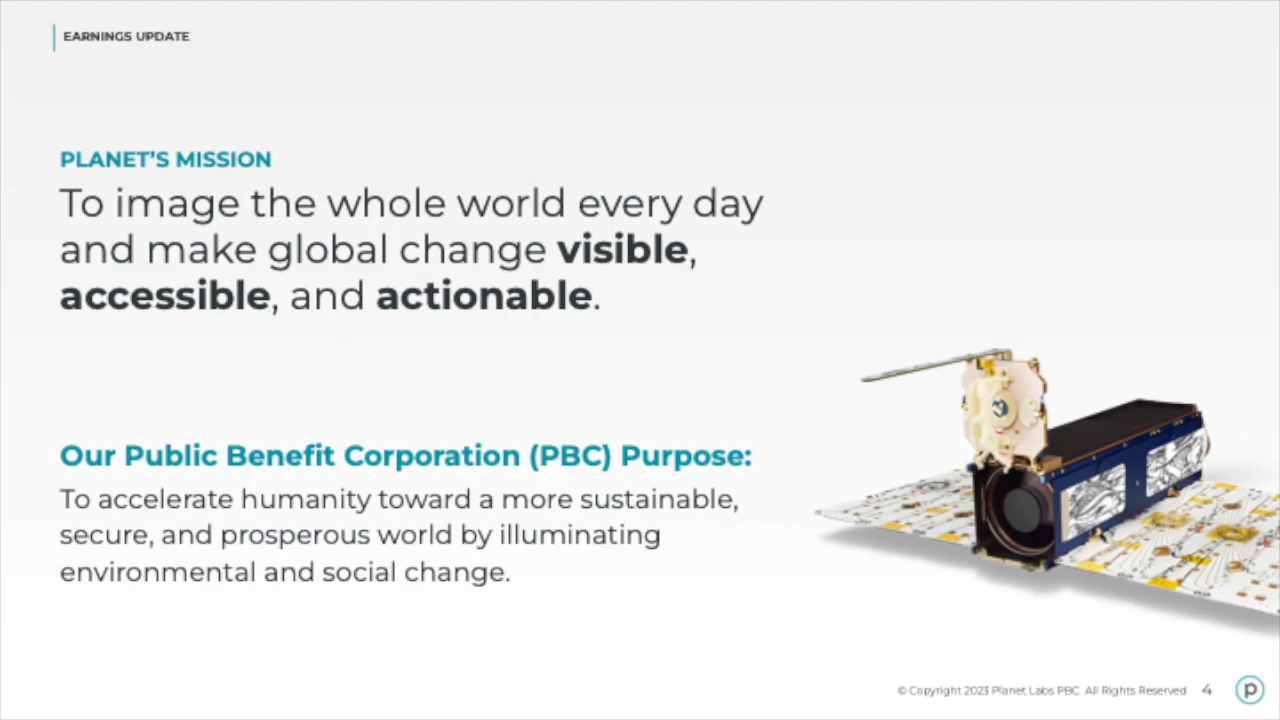 EARNINGS UPDATE
PLANET'S MISSION
To image the whole world every day
and make global change visible,
accessible, and actionable.
Our Public Benefit Corporation (PBC) Purpose:
To accelerate humanity toward a more sustainable,
secure, and prosperous world by illuminating
environmental and social change.
© Copyright 2023 Planet Labs PBC All Rights Reserved 4 p